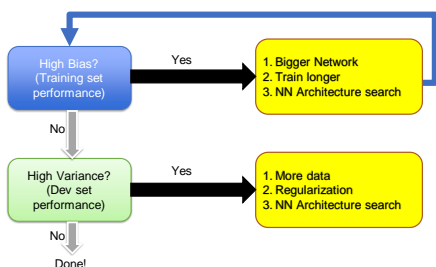 High Bias?
(Training set
performance)
Yes
1. Bigger Network
2. Train longer
3. NN Architecture search
No
High Variance?
(Dev set
performance)
Yes
1. More data
2. Regularization
3. NN Architecture search
No
Done!